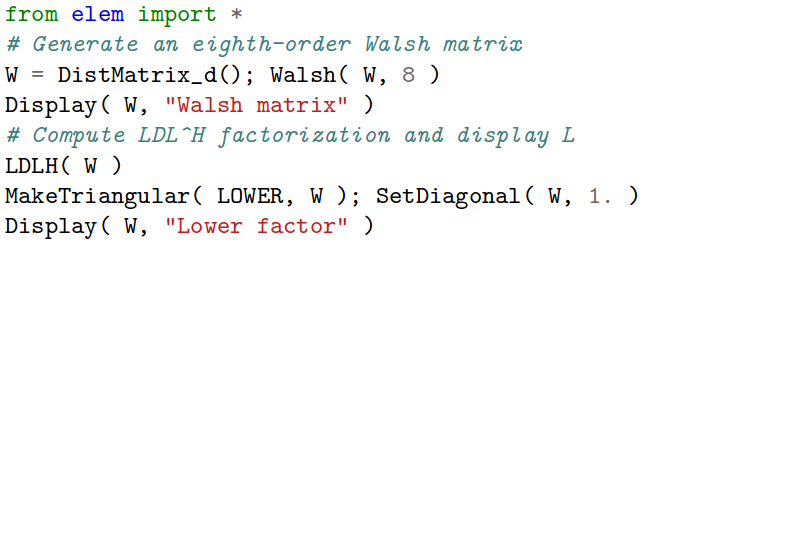 from elem import *
# Generate an eighth-order Walsh matrix
W = DistMatrix_d(); Walsh( W, 8 )
Display( W, "Walsh matrix" )
# Compute LDL^H factorization and display L
LDLH( W )
MakeTriangular( LOWER, W ); SetDiagonal( W, 1. )
Display( W, "Lower factor" )